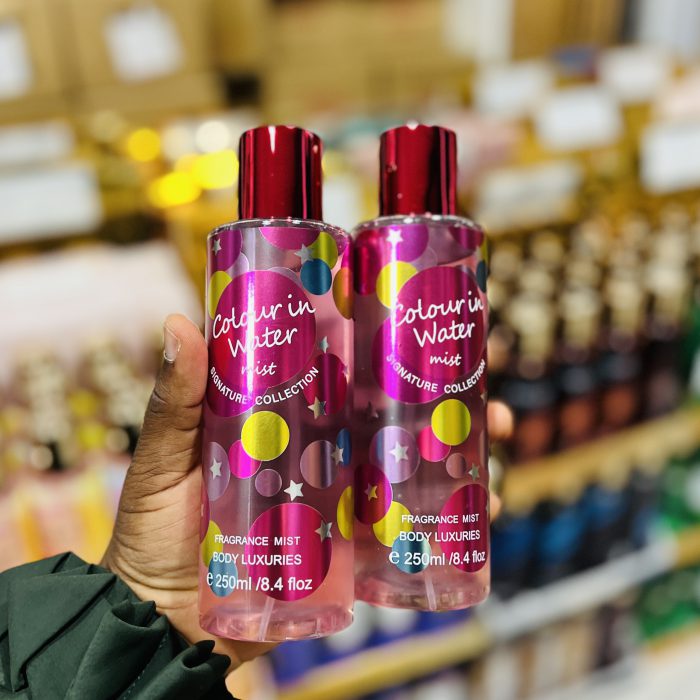 Colour in
Water
mist
SIGNATURE COLLECTION
FRAGRANCE MIST
BODY LUXURIES
e 250ml /8.4 floz
Colour in
Water
mist
SIGNATURE COLLECTION
FRAGRANCE MIST
BODY LUXURIES
e 250ml /8.4 floz